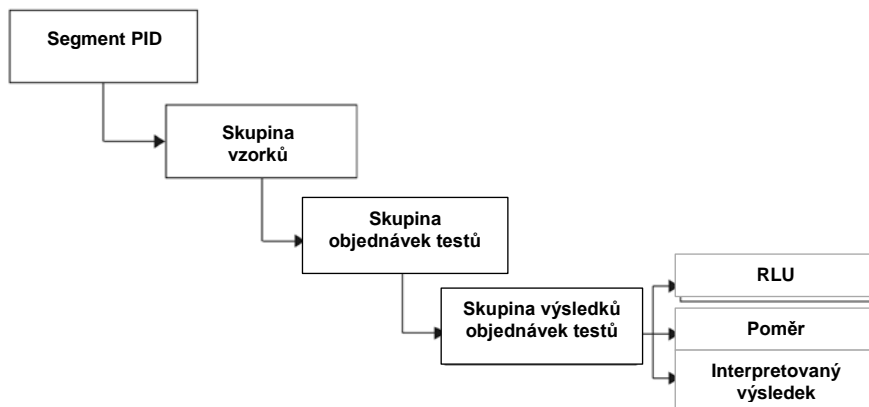 Segment PID
Skupina
vzorků
Skupina
objednávek testů
Skupina výsledků
objednávek testů
RLU
Poměr
Interpretovaný
výsledek